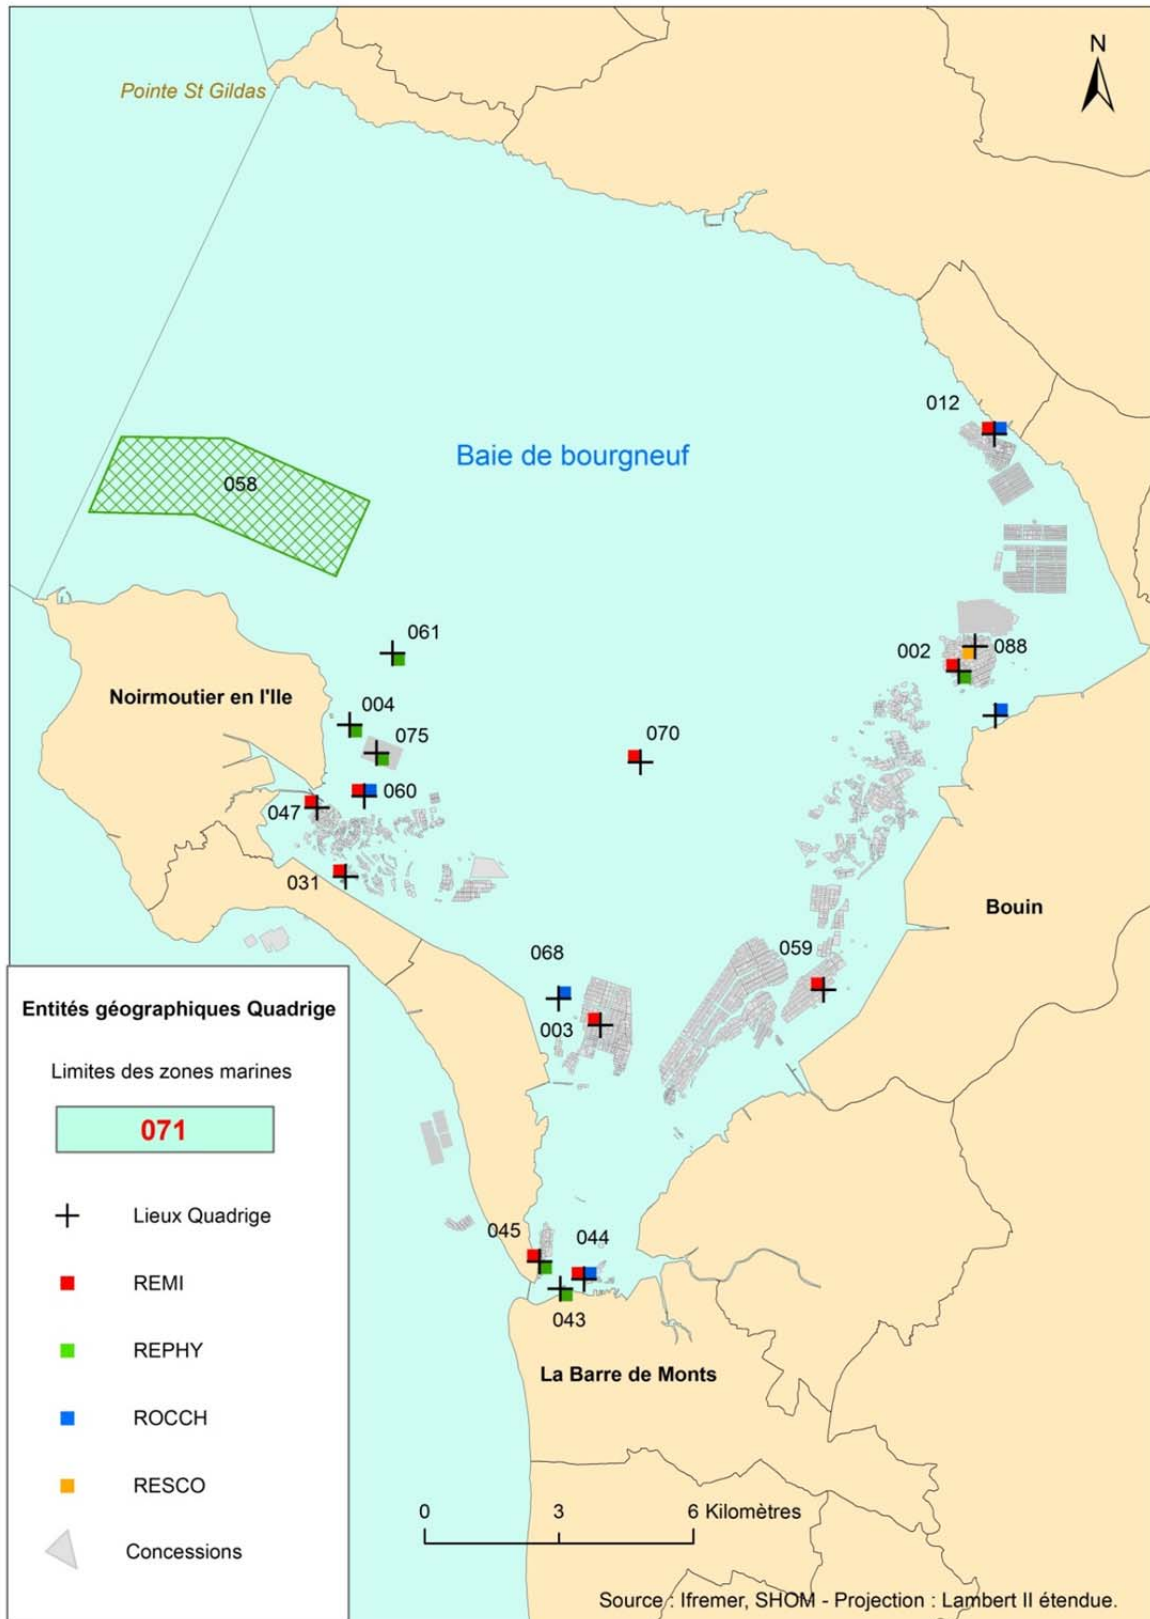 N
Pointe St Gildas
012
Baie de bourgneuf
058
061
002
088
Noirmoutier en l'Ile
004
075
070
060
047
031
Bouin
068
059
003
Entités géographiques Quadrige
Limites des zones marines
071
Lieux Quadrige
045
044
REMI
043
REPHY
La Barre de Monts
ROCCH
RESCO
0 3 6 Kilomètres
Concessions
Source : Ifremer, SHOM - Projection : Lambert II étendue.